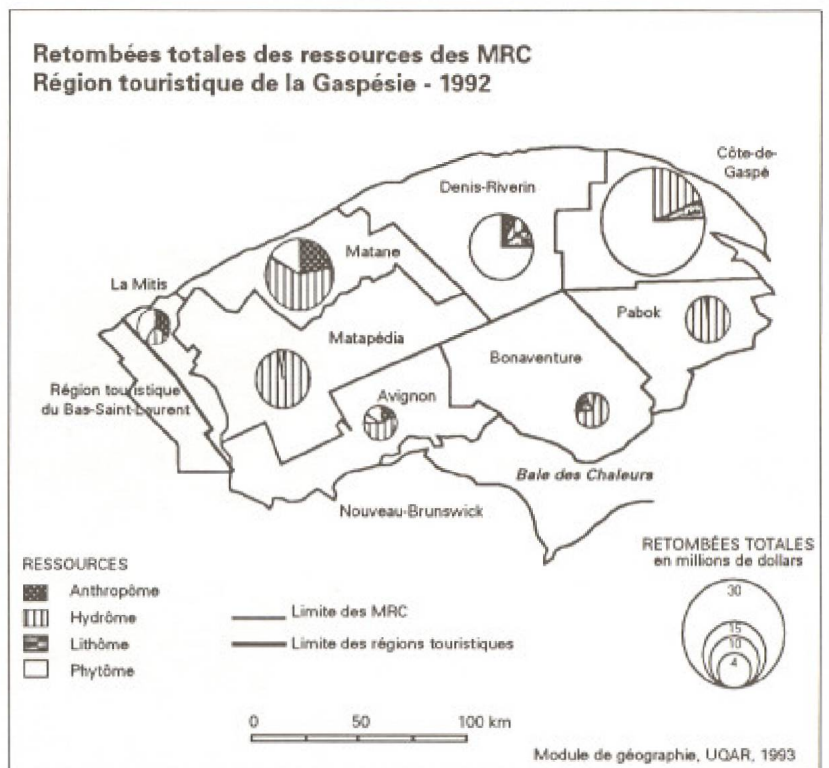 Retombées totales des ressources des MRC
Région touristique de la Gaspésie - 1992
Côte-de-
Gaspé
Denis-Riverin
Matane
La Mitis
Pabok
Matapédia
Bonaventure
Région touristique
du Bas-Saint-Laurent
Avignon
Baie des Chaleurs
Nouveau-Brunswick
RETOMBÉES TOTALES
en millions de dollars
30
15
10
4
RESSOURCES
Anthropôme
Hydrôme
Lithôme
Phytôme
Limite des MRC
Limite des régions touristiques
0 50 100 km
Module de géographie, UQAR, 1993